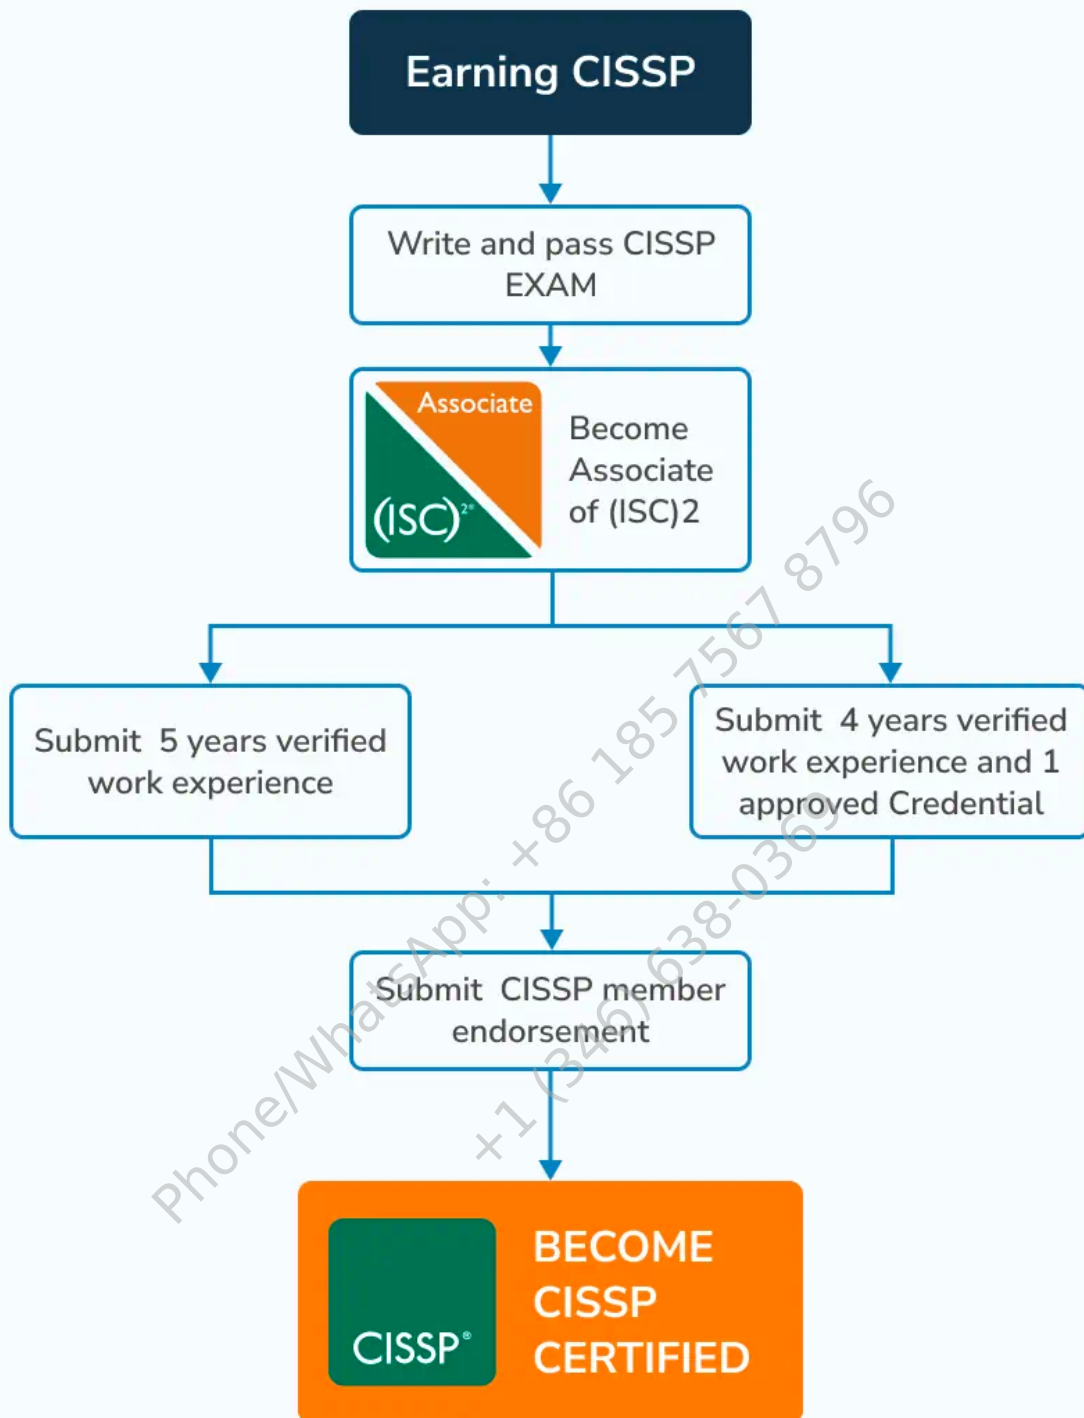 Earning CISSP
Write and pass CISSP
EXAM
Associate
(ISC)2®
Become
Associate
of (ISC)2
Submit 5 years verified
work experience
Submit 4 years verified
work experience and 1
approved Credential
Phone/WhatsApp: +86 185 7567 8796
+1 (346) 638-0369
Submit CISSP member
endorsement
CISSP®
BECOME
CISSP
CERTIFIED